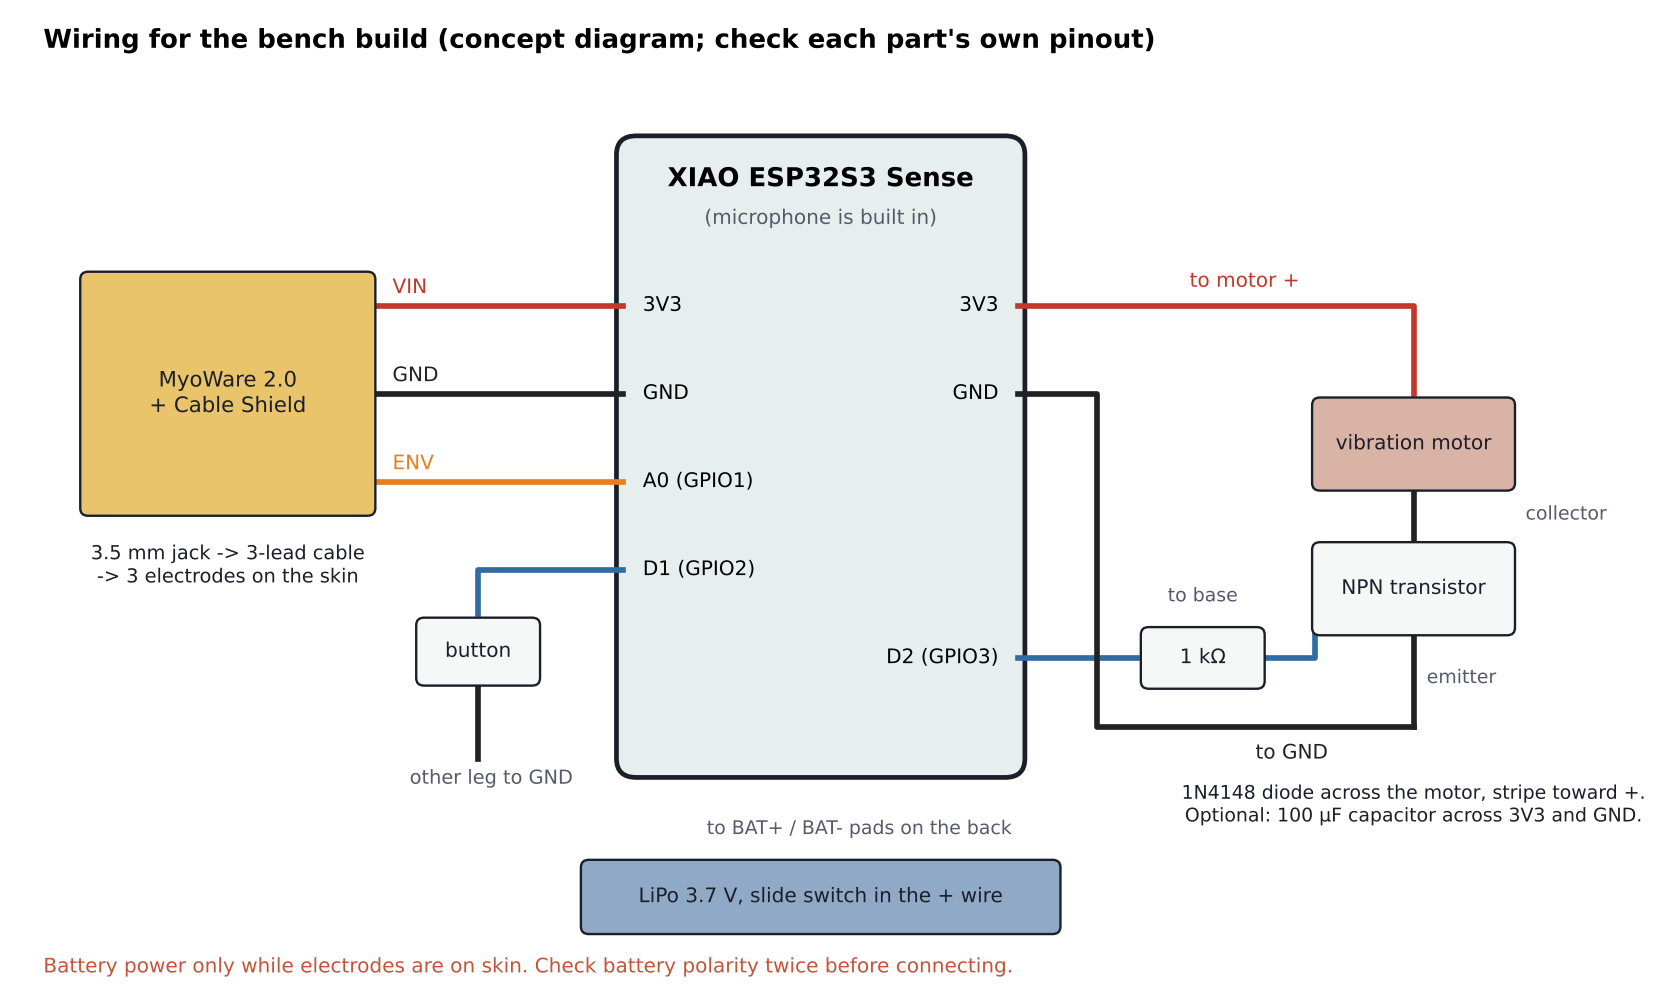 Wiring for the bench build (concept diagram; check each part's own pinout)
XIAO ESP32S3 Sense
(microphone is built in)
VIN
3V3
3V3
to motor +
MyoWare 2.0
+ Cable Shield
GND
GND
GND
vibration motor
ENV
A0 (GPIO1)
collector
3.5 mm jack -> 3-lead cable
-> 3 electrodes on the skin
D1 (GPIO2)
NPN transistor
to base
button
D2 (GPIO3)
1 kΩ
emitter
other leg to GND
to GND
1N4148 diode across the motor, stripe toward +.
Optional: 100 µF capacitor across 3V3 and GND.
to BAT+ / BAT- pads on the back
LiPo 3.7 V, slide switch in the + wire
Battery power only while electrodes are on skin. Check battery polarity twice before connecting.